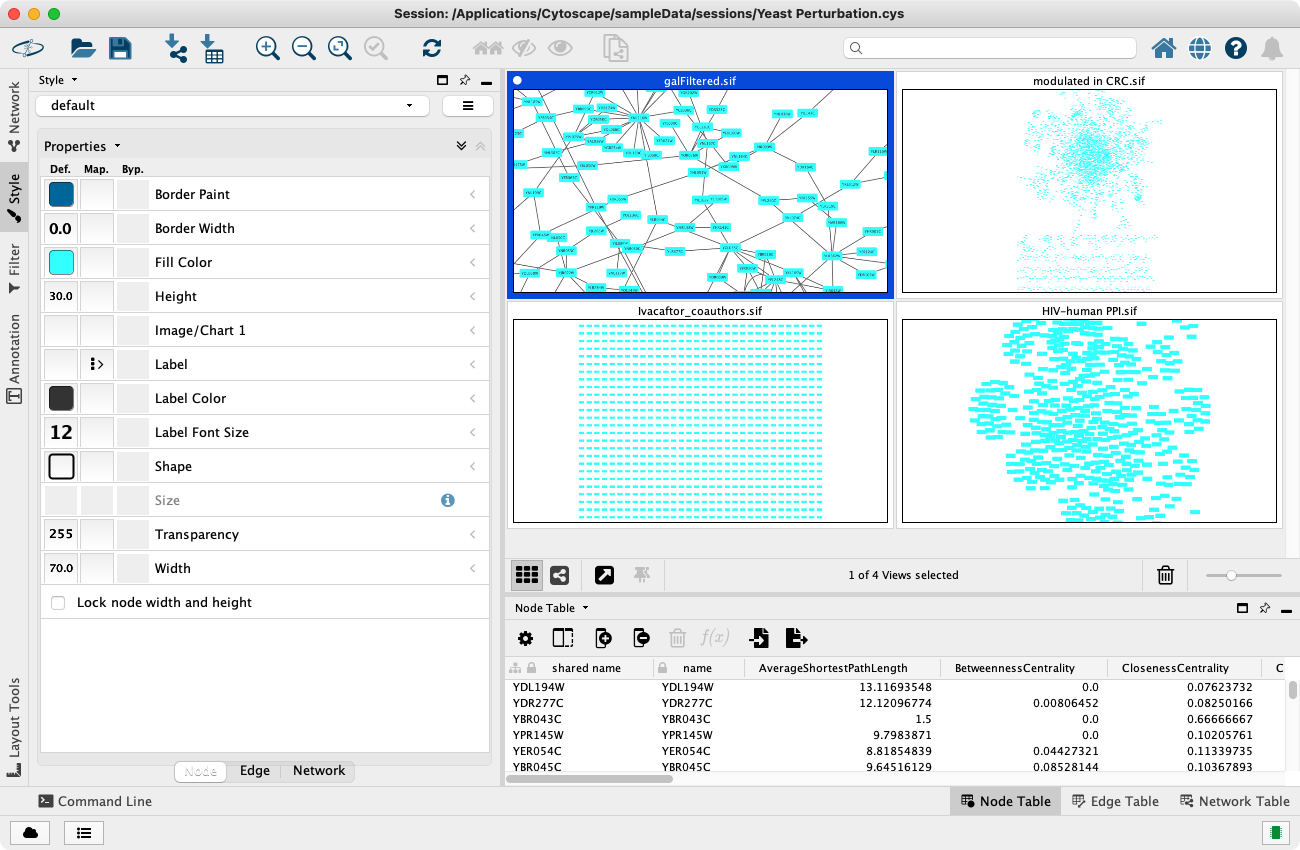 Session: /Applications/Cytoscape/sampleData/sessions/Yeast Perturbation.cys
Network
Style
Filter
Annotation
Layout Tools
Style
default
Properties
Def. Map. Byp.
Border Paint
0.0 Border Width
Fill Color
30.0 Height
Image/Chart 1
Label
Label Color
12 Label Font Size
Shape
Size
255 Transparency
70.0 Width
Lock node width and height
Node Edge Network
galFiltered.sif
modulated in CRC.sif
Ivacaftor_coauthors.sif
HIV-human PPI.sif
1 of 4 Views selected
Node Table
f(x)
shared name name AverageShortestPathLength BetweennessCentrality ClosenessCentrality C
YDL194W YDL194W 13.11693548 0.0 0.07623732
YDR277C YDR277C 12.12096774 0.00806452 0.08250166
YBR043C YBR043C 1.5 0.0 0.66666667
YPR145W YPR145W 9.7983871 0.0 0.10205761
YER054C YER054C 8.81854839 0.04427321 0.11339735
YBR045C YBR045C 9.64516129 0.08528144 0.10367893
Command Line
Node Table Edge Table Network Table